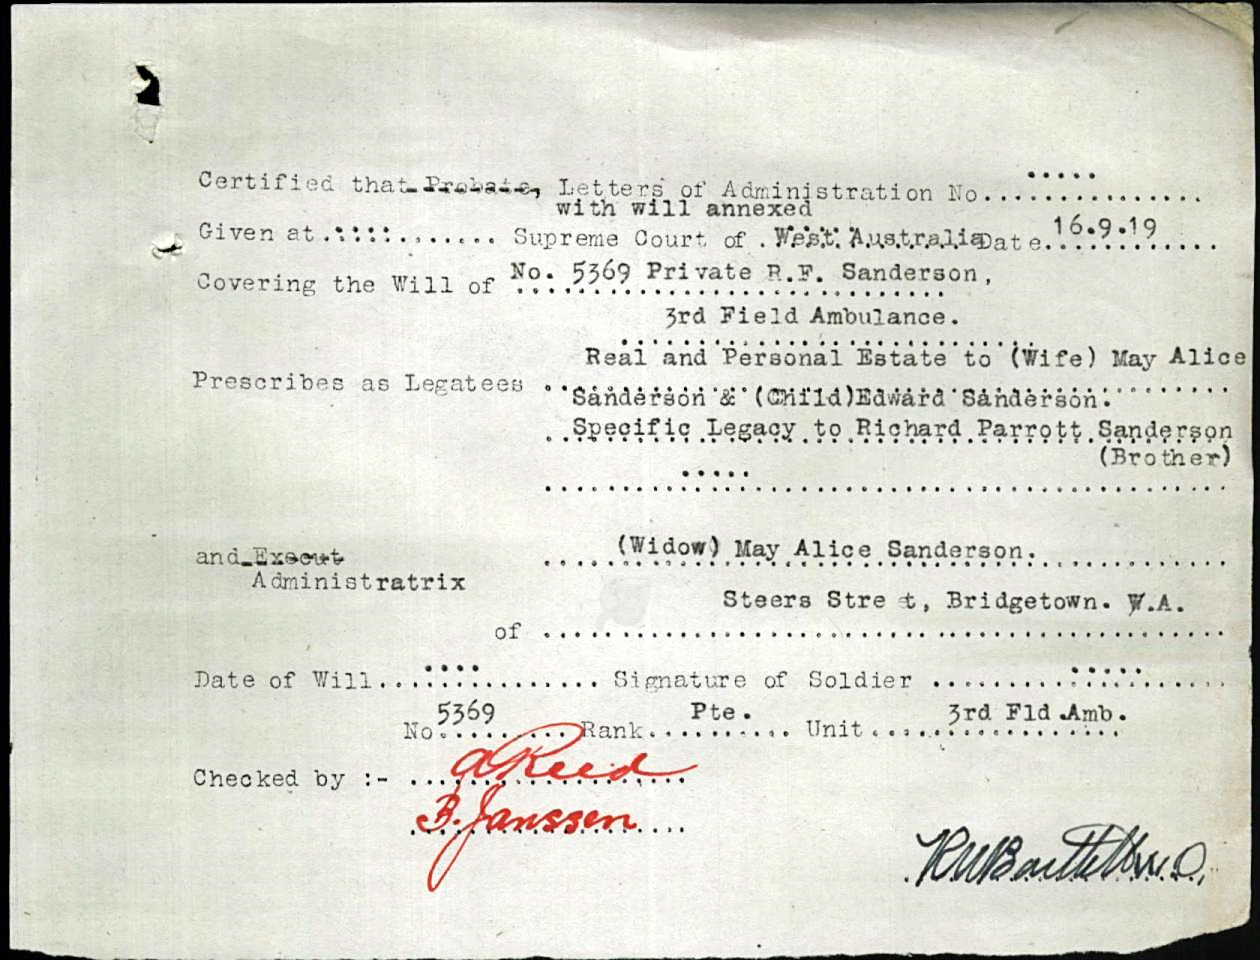 Certified that Probate, Letters of Administration No.....................
with will annexed
Given at.............. Supreme Court of .West Australia Date.16.9.19
Covering the Will of No. 5369 Private R.F. Sanderson,
3rd Field Ambulance.
Real and Personal Estate to (Wife) May Alice
Prescribes as Legatees
Sanderson & (Child)Edward Sanderson.
Specific Legacy to Richard Parrott Sanderson
(Brother)
and Execut (Widow) May Alice Sanderson.
Administratrix
Steers Stre t, Bridgetown. W.A.
of ..........................................
Date of Will................ Signature of Soldier ................
No. 5369 Rank Pte. Unit 3rd Fld.Amb.
Checked by :- A Reed
B. Janssen